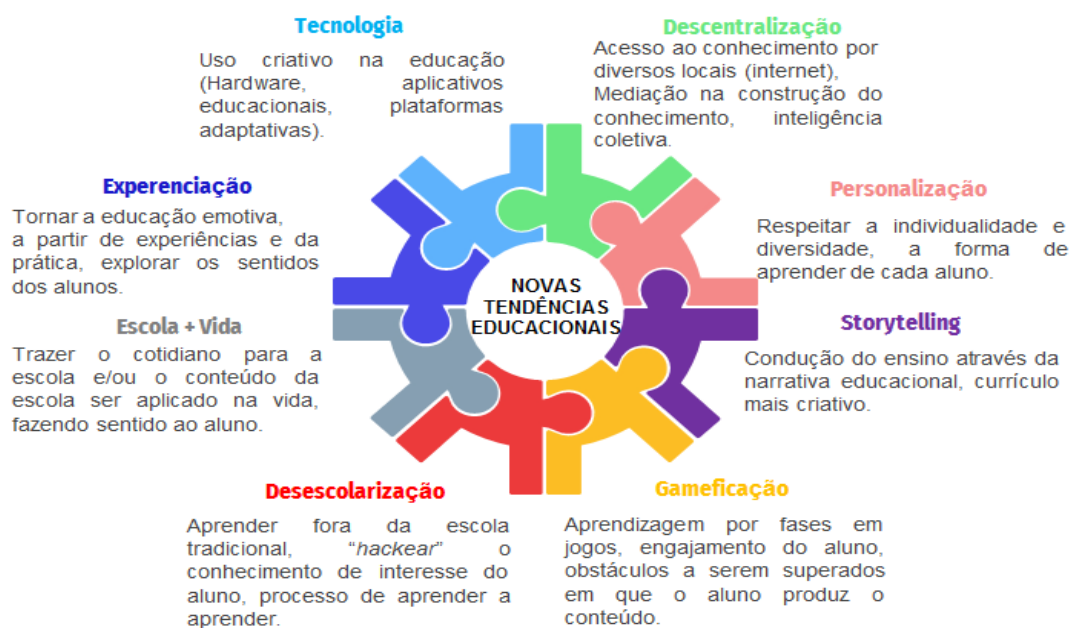 Tecnologia
Uso criativo na educação
(Hardware, aplicativos
educacionais, plataformas
adaptativas).
Descentralização
Acesso ao conhecimento por
diversos locais (internet),
Mediação na construção do
conhecimento, inteligência
coletiva.
Experenciação
Tornar a educação emotiva,
a partir de experiências e da
prática, explorar os sentidos
dos alunos.
Personalização
Respeitar a individualidade e
diversidade, a forma de
aprender de cada aluno.
NOVAS
TENDÊNCIAS
EDUCACIONAIS
Escola + Vida
Trazer o cotidiano para a
escola e/ou o conteúdo da
escola ser aplicado na vida,
fazendo sentido ao aluno.
Storytelling
Condução do ensino através da
narrativa educacional, currículo
mais criativo.
Desescolarização
Aprender fora da escola
tradicional, “hackear” o
conhecimento de interesse do
aluno, processo de aprender a
aprender.
Gameficação
Aprendizagem por fases em
jogos, engajamento do aluno,
obstáculos a serem superados
em que o aluno produz o
conteúdo.